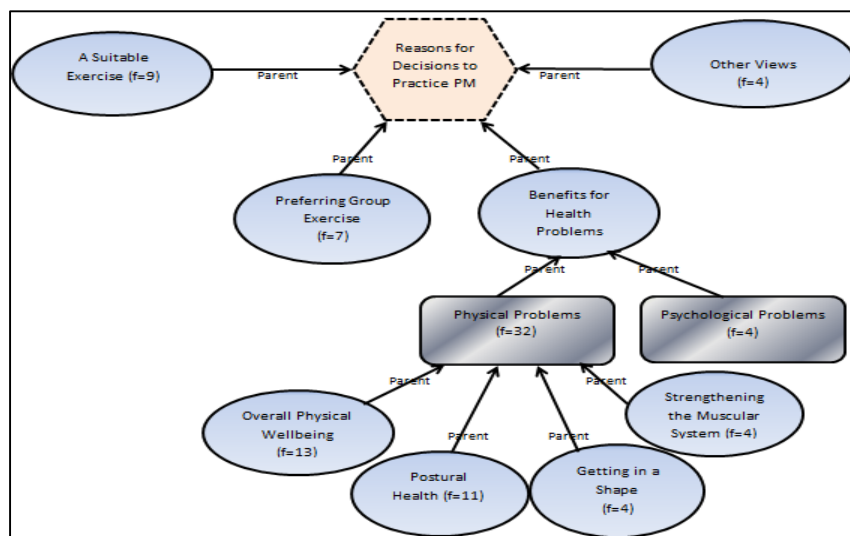 A Suitable
Exercise (f=9)
Parent
Reasons for
Decisions to
Practice PM
Parent
Other Views
(f=4)
Parent
Parent
Preferring Group
Exercise
(f=7)
Benefits for
Health
Problems
Parent
Parent
Physical Problems
(f=32)
Psychological Problems
(f=4)
Parent
Parent
Overall Physical
Wellbeing
(f=13)
Strengthening
the Muscular
System (f=4)
Parent
Parent
Postural
Health (f=11)
Getting in a
Shape
(f=4)